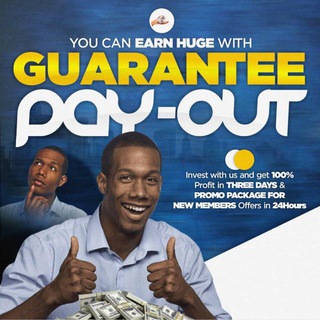 YOU CAN EARN HUGE WITH
GUARANTEE
PAY-OUT
Invest with us and get 100%
Profit in THREE DAYS &
PROMO PACKAGE FOR
NEW MEMBERS Offers in 24Hours